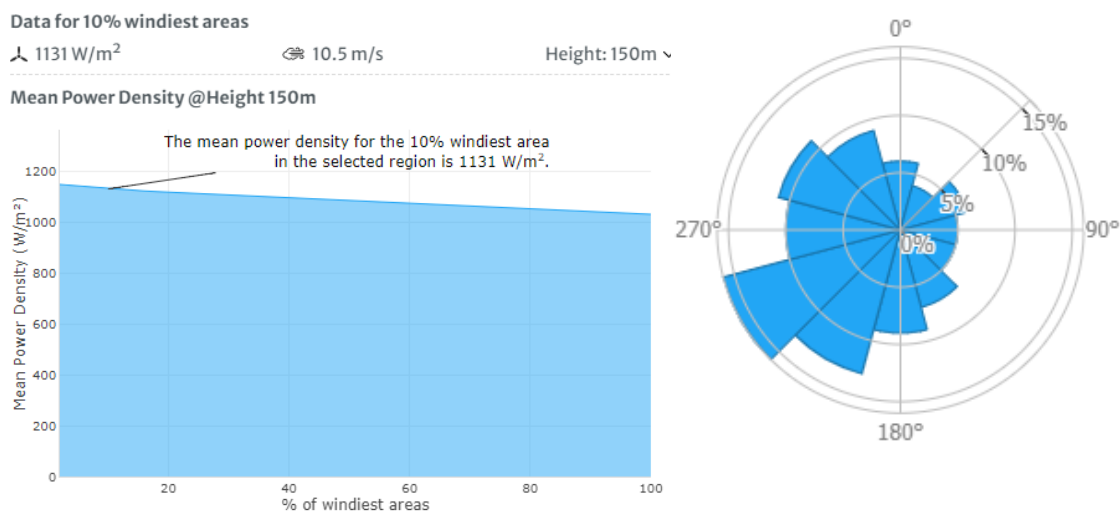 Data for 10% windiest areas
1131 W/m² 10.5 m/s Height: 150m
Mean Power Density @Height 150m
The mean power density for the 10% windiest area
in the selected region is 1131 W/m².
1200
1000
800
600
400
200
0
Mean Power Density (W/m²)
20 40 60 80 100
% of windiest areas
0°
15%
10%
5%
270° 0% 90°
180°